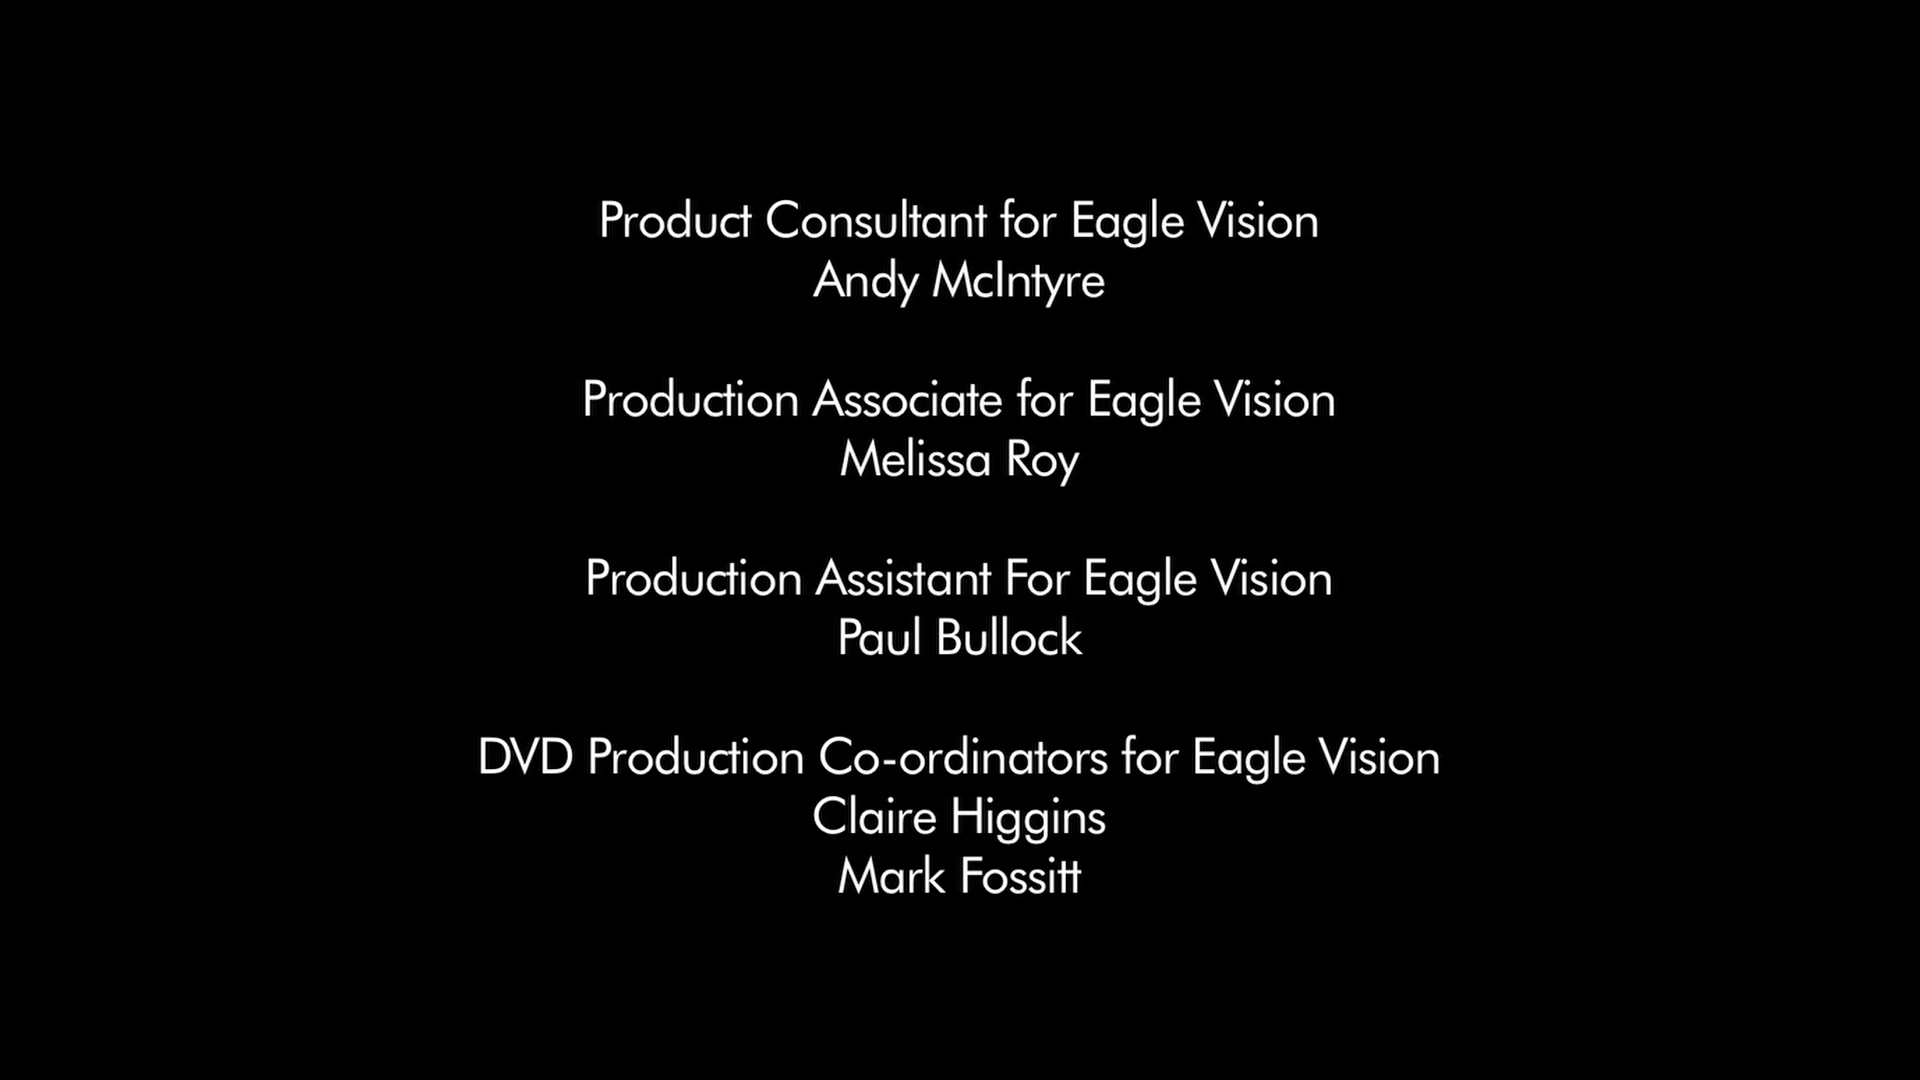 Product Consultant for Eagle Vision
Andy McIntyre
Production Associate for Eagle Vision
Melissa Roy
Production Assistant For Eagle Vision
Paul Bullock
DVD Production Co-ordinators for Eagle Vision
Claire Higgins
Mark Fossitt